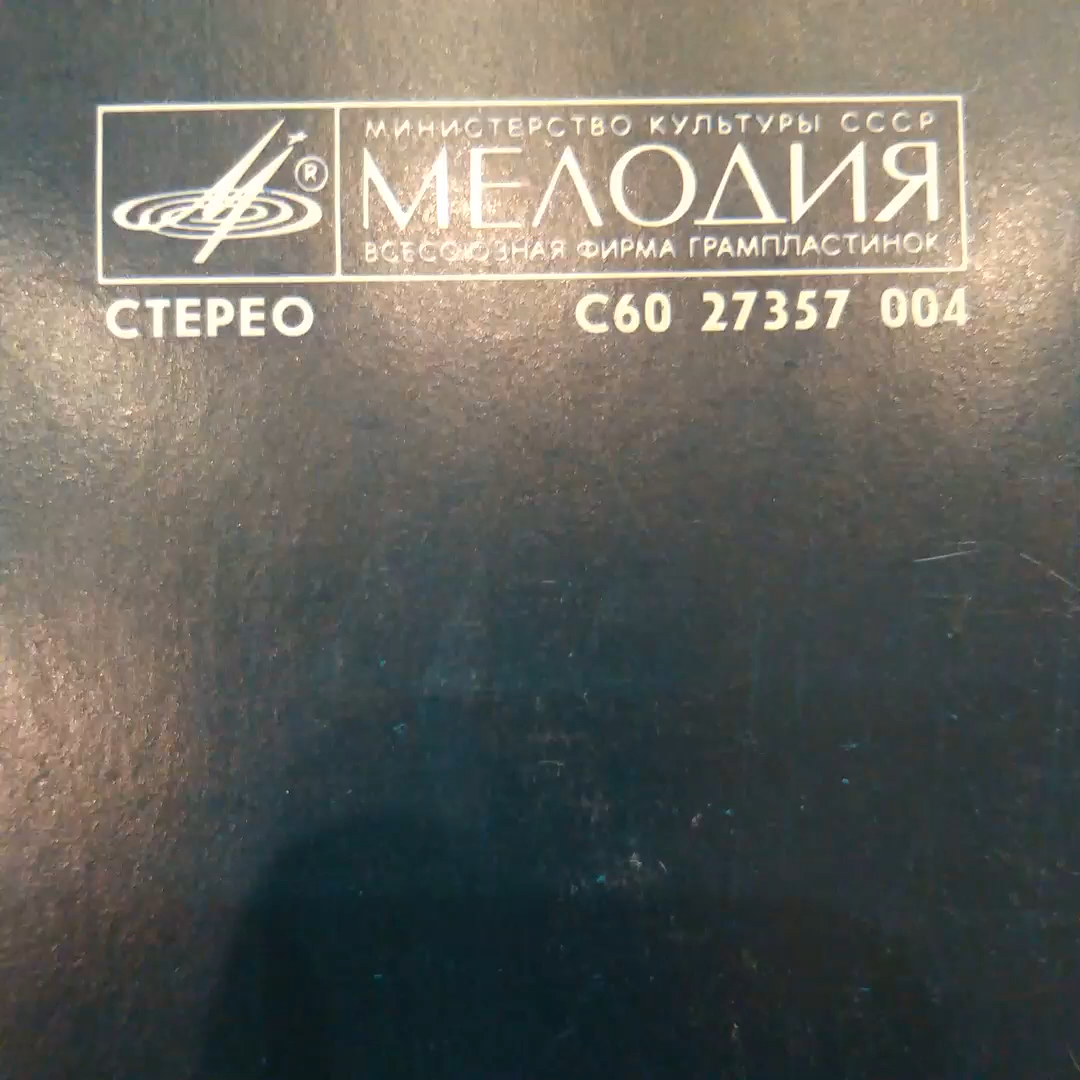 МИНИСТЕРСТВО КУЛЬТУРЫ СССР
МЕЛОДИЯ
ВСЕСОЮЗНАЯ ФИРМА ГРАМПЛАСТИНОК
®
СТЕРЕО С60 27357 004